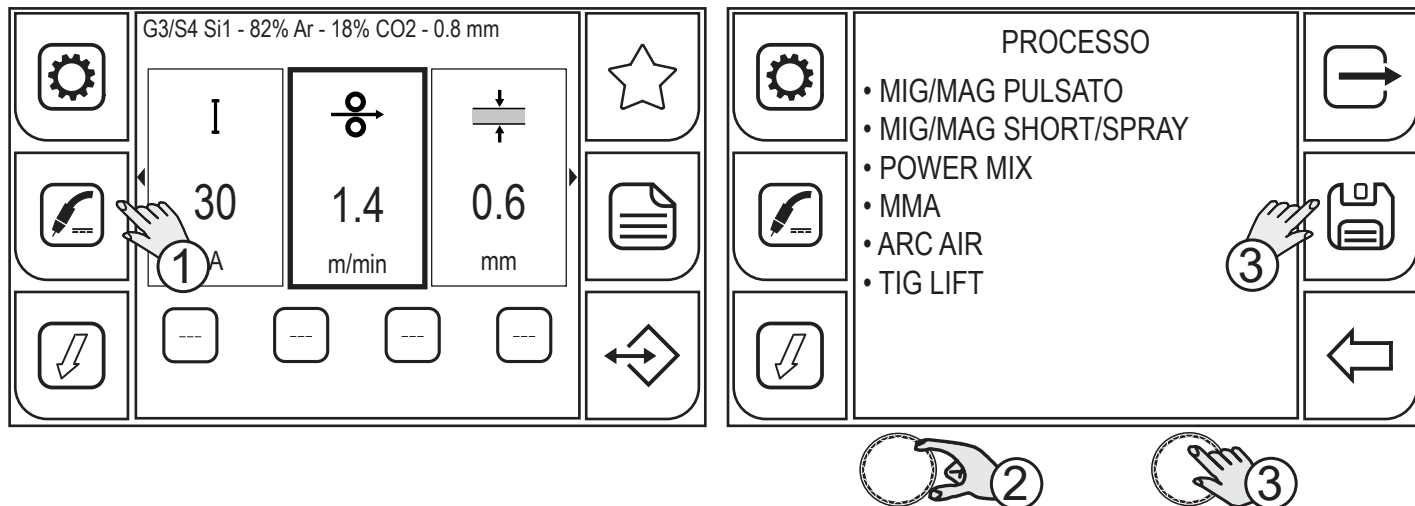 G3/S4 Si1 - 82% Ar - 18% CO2 - 0.8 mm
I
30
A
1.4
m/min
0.6
mm
--- --- --- ---
1
PROCESSO
• MIG/MAG PULSATO
• MIG/MAG SHORT/SPRAY
• POWER MIX
• MMA
• ARC AIR
• TIG LIFT
3
2
3